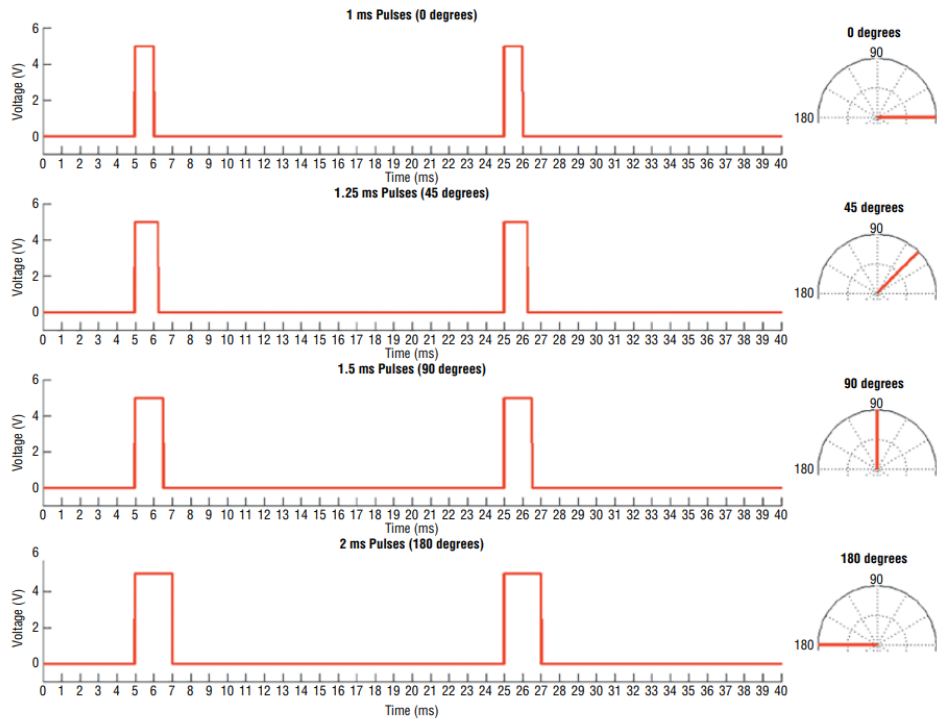 1 ms Pulses (0 degrees)
6
4
2
0
Voltage (V)
0 1 2 3 4 5 6 7 8 9 10 11 12 13 14 15 16 17 18 19 20 21 22 23 24 25 26 27 28 29 30 31 32 33 34 35 36 37 38 39 40
Time (ms)
0 degrees
90
180
1.25 ms Pulses (45 degrees)
6
4
2
0
Voltage (V)
0 1 2 3 4 5 6 7 8 9 10 11 12 13 14 15 16 17 18 19 20 21 22 23 24 25 26 27 28 29 30 31 32 33 34 35 36 37 38 39 40
Time (ms)
45 degrees
90
180
1.5 ms Pulses (90 degrees)
6
4
2
0
Voltage (V)
0 1 2 3 4 5 6 7 8 9 10 11 12 13 14 15 16 17 18 19 20 21 22 23 24 25 26 27 28 29 30 31 32 33 34 35 36 37 38 39 40
Time (ms)
90 degrees
90
180
2 ms Pulses (180 degrees)
6
4
2
0
Voltage (V)
0 1 2 3 4 5 6 7 8 9 10 11 12 13 14 15 16 17 18 19 20 21 22 23 24 25 26 27 28 29 30 31 32 33 34 35 36 37 38 39 40
Time (ms)
180 degrees
90
180